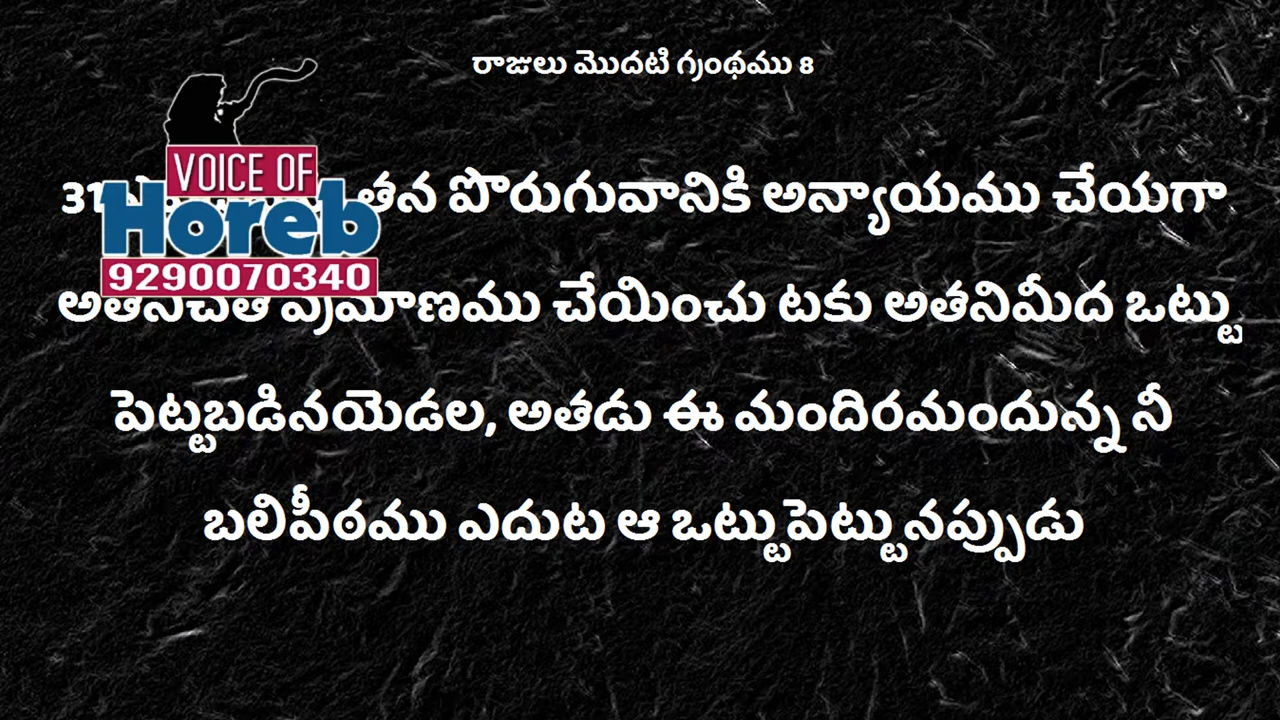 రాజులు మొదటి గ్రంథము 8
VOICE OF
Horeb
9290070340
31 తన పొరుగువానికి అన్యాయము చేయగా
ప్రమాణము చేయించు టకు అతనిమీద ఒట్టు
పెట్టబడినయెడల, అతడు ఈ మందిరమందున్న నీ
బలిపీఠము ఎదుట ఆ ఒట్టుపెట్టునప్పుడు